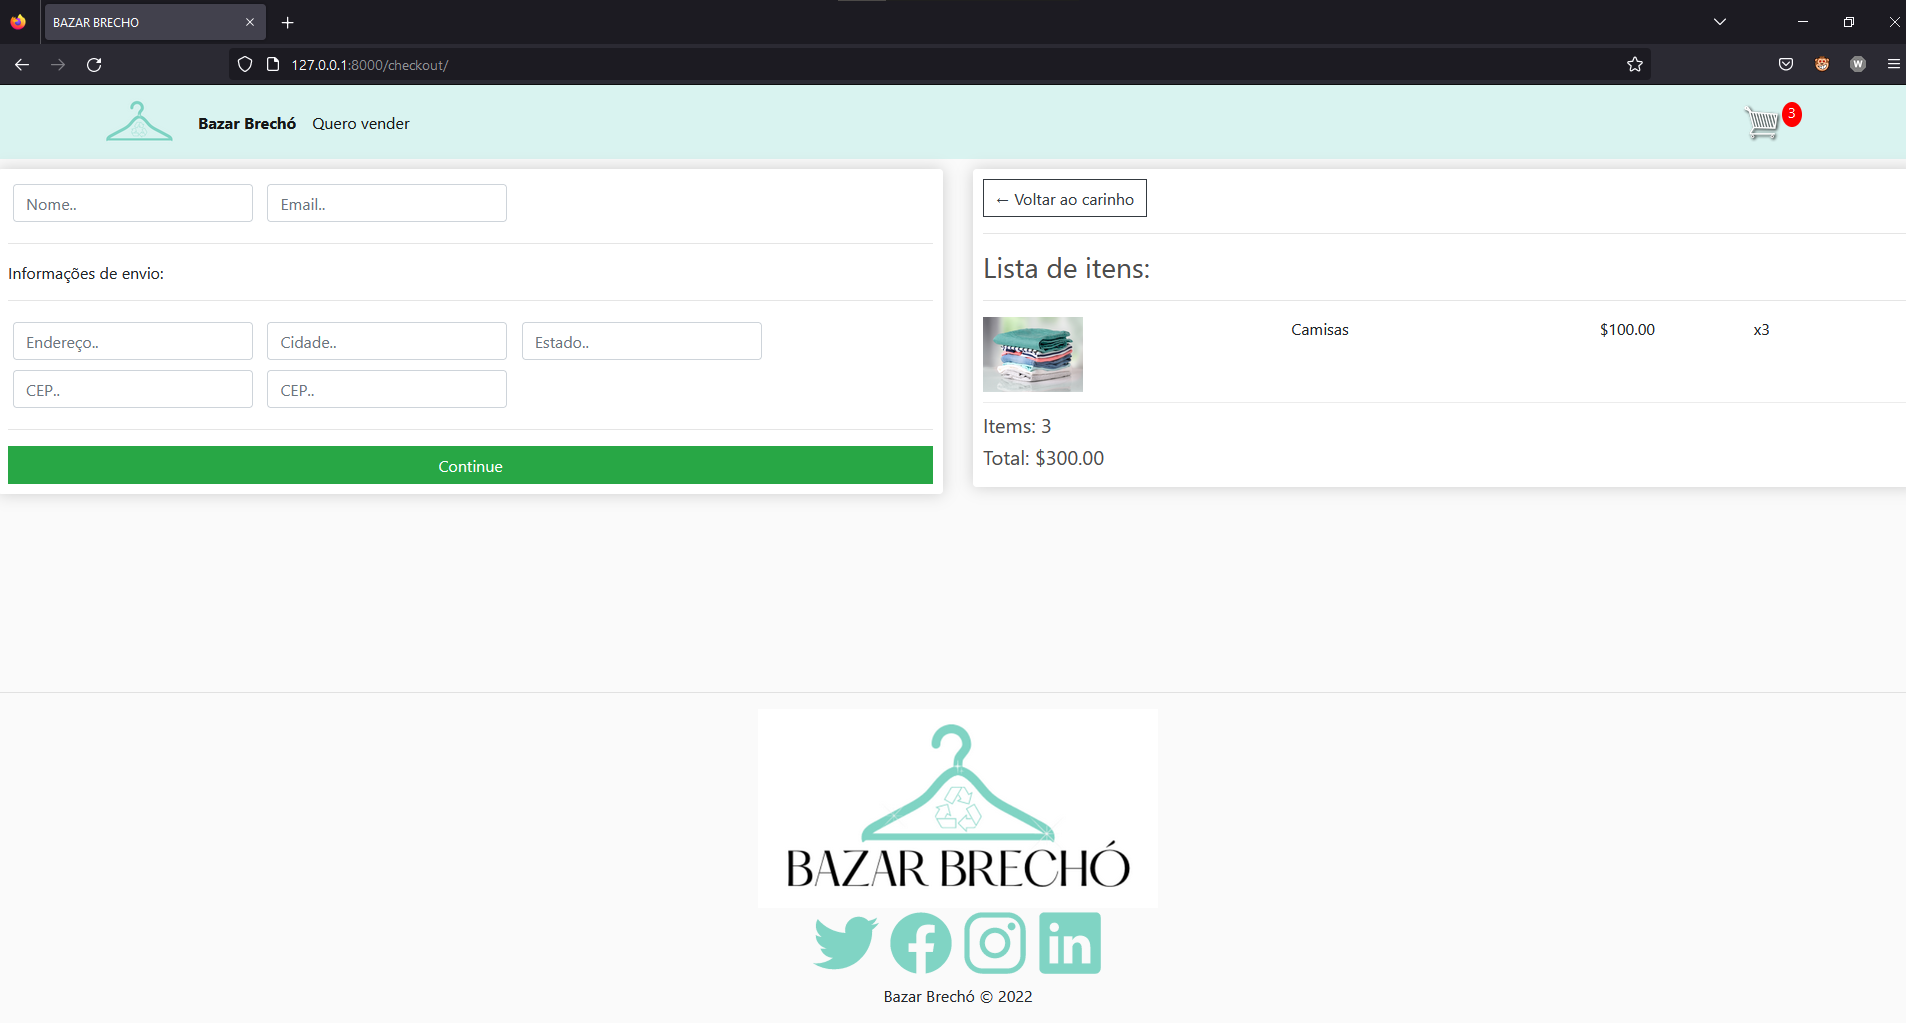 BAZAR BRECHO
127.0.0.1:8000/checkout/
W
Bazar Brechó Quero vender
3
Nome.. Email..
Informações de envio:
Endereço.. Cidade.. Estado..
CEP.. CEP..
Continue
← Voltar ao carinho
Lista de itens:
Camisas $100.00 x3
Items: 3
Total: $300.00
BAZAR BRECHÓ
in
Bazar Brechó © 2022